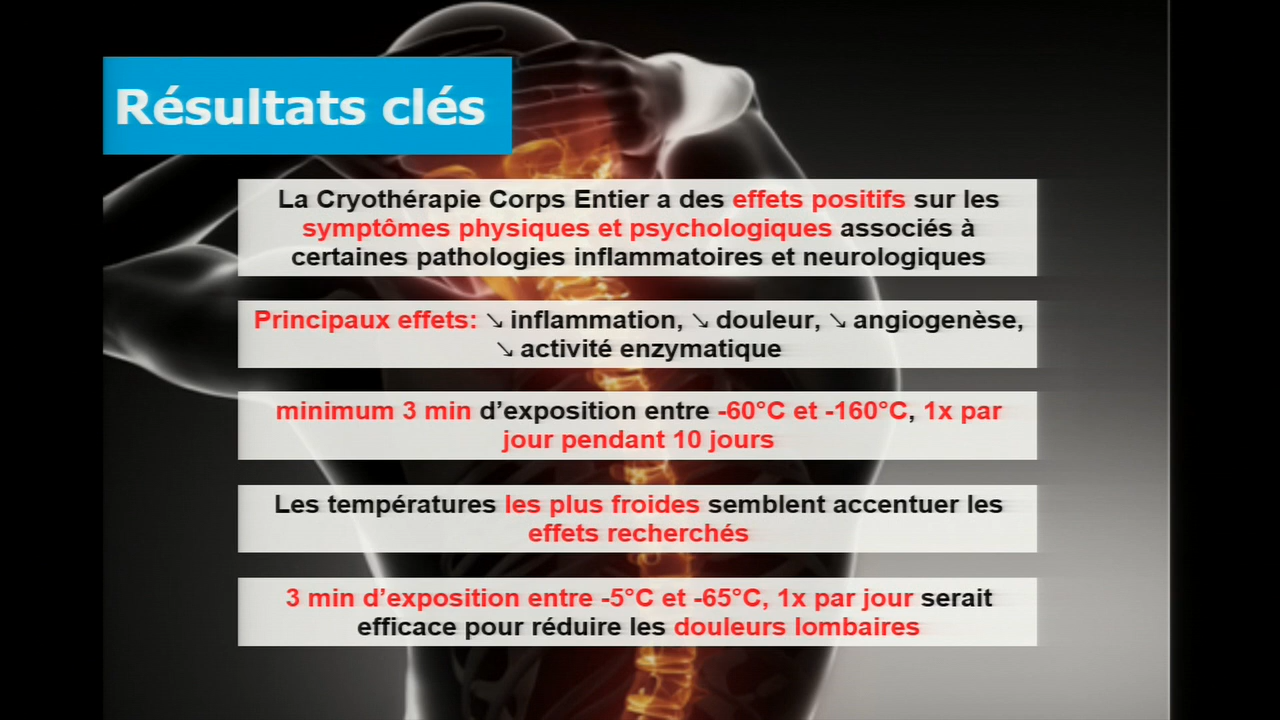 Résultats clés
La Cryothérapie Corps Entier a des effets positifs sur les
symptômes physiques et psychologiques associés à
certaines pathologies inflammatoires et neurologiques
Principaux effets: ↘ inflammation, ↘ douleur, ↘ angiogenèse,
↘ activité enzymatique
minimum 3 min d’exposition entre -60°C et -160°C, 1x par
jour pendant 10 jours
Les températures les plus froides semblent accentuer les
effets recherchés
3 min d’exposition entre -5°C et -65°C, 1x par jour serait
efficace pour réduire les douleurs lombaires